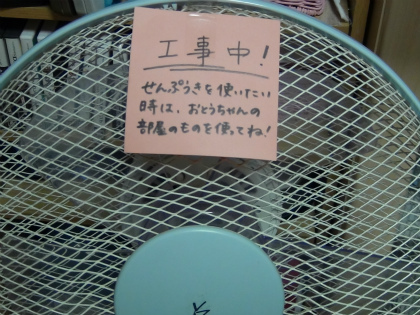 工事中!
せんぷうきを使いたい
時は、おとうちゃんの
部屋のものを使ってね!